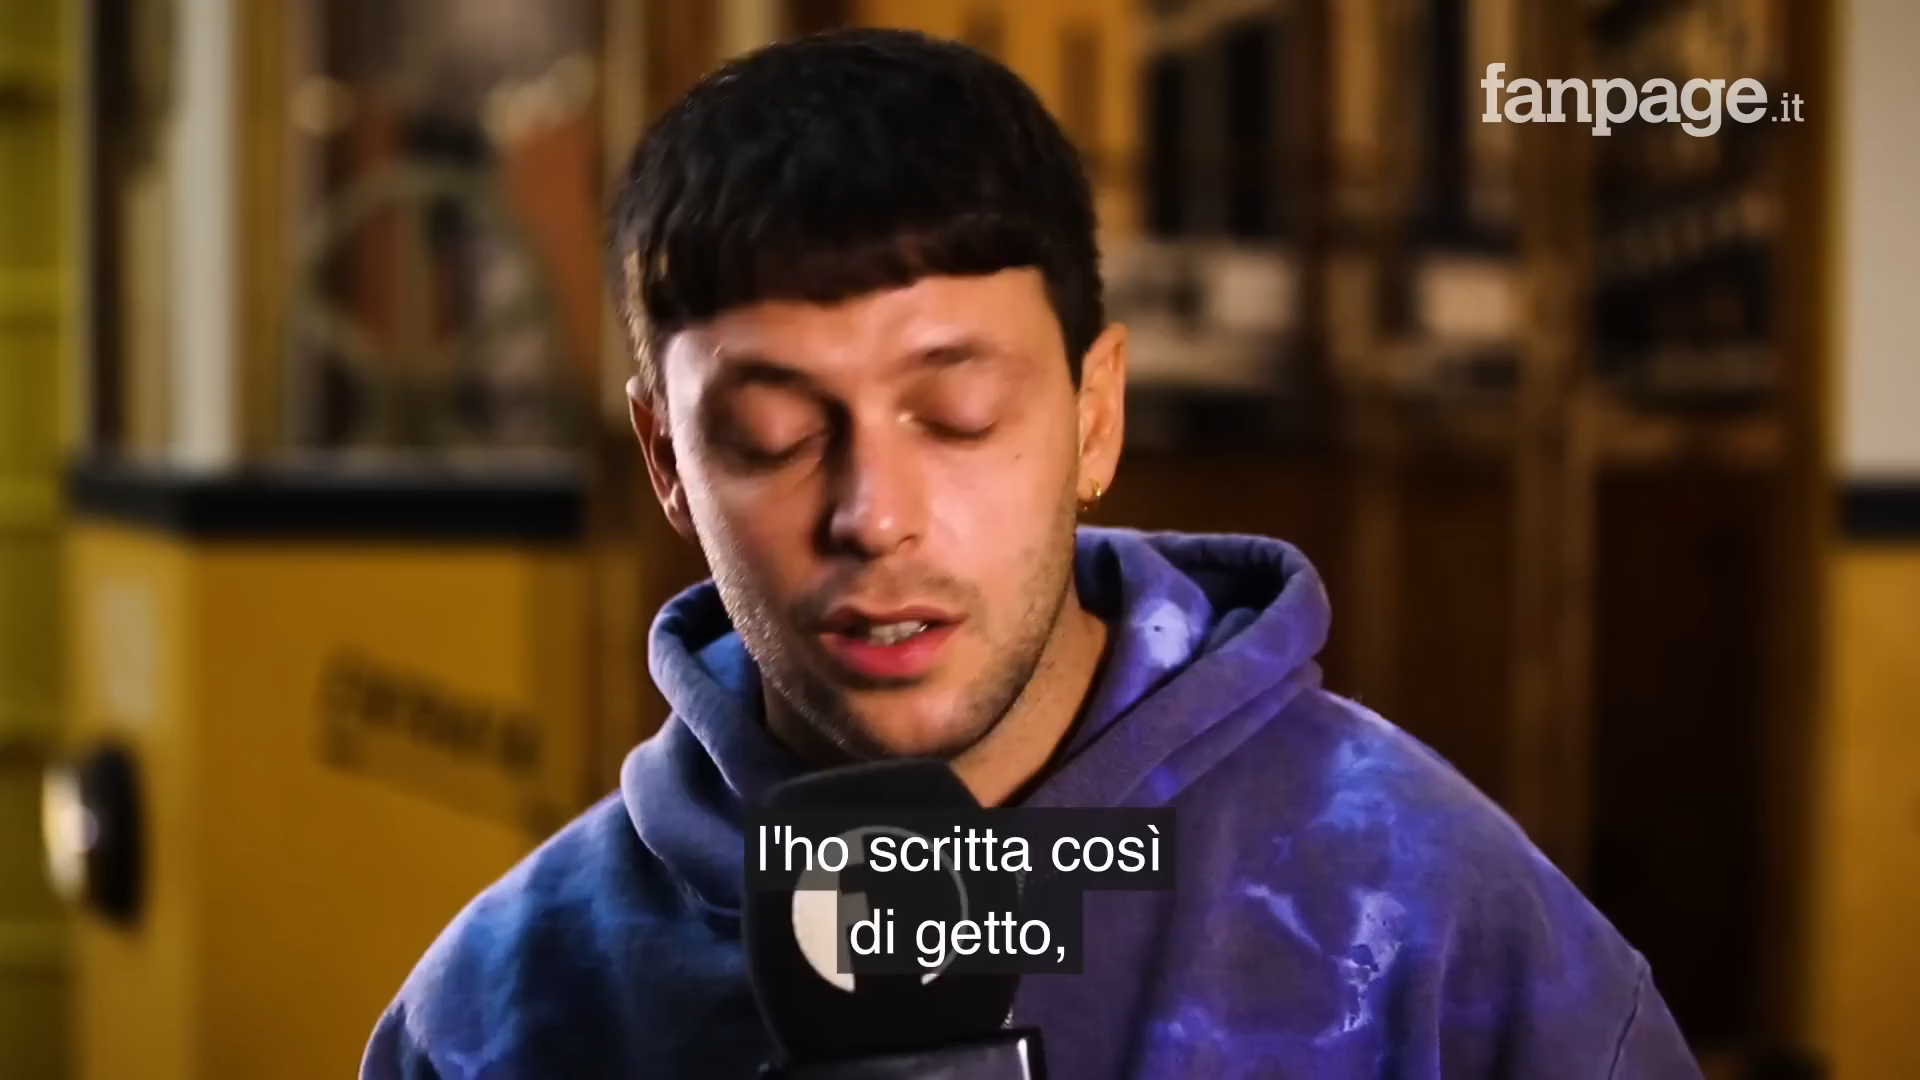 fanpage.it
l'ho scritta così
di getto,